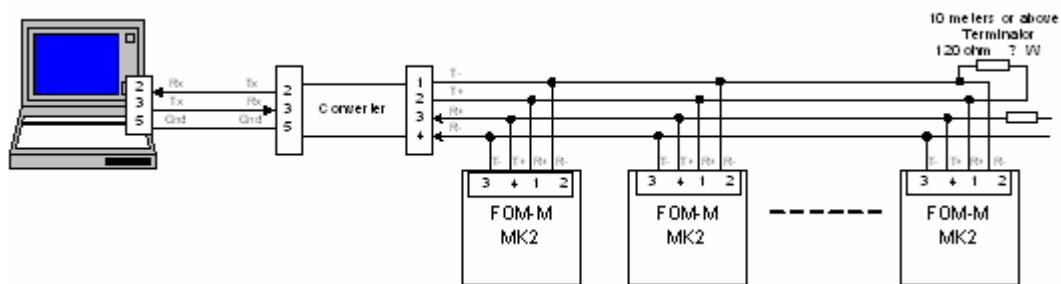 10 meters or above
Terminator
120 ohm ? W
2 Rx Tx 2
3 Tx Rx 3
5 Gnd Gnd 5
Converter
1 T-
2 T+
3 R+
4 R-
T- T+ R+ R-
3 4 1 2
FOM-M
MK2
T- T+ R+ R-
3 4 1 2
FOM-M
MK2
T- T+ R+ R-
3 4 1 2
FOM-M
MK2